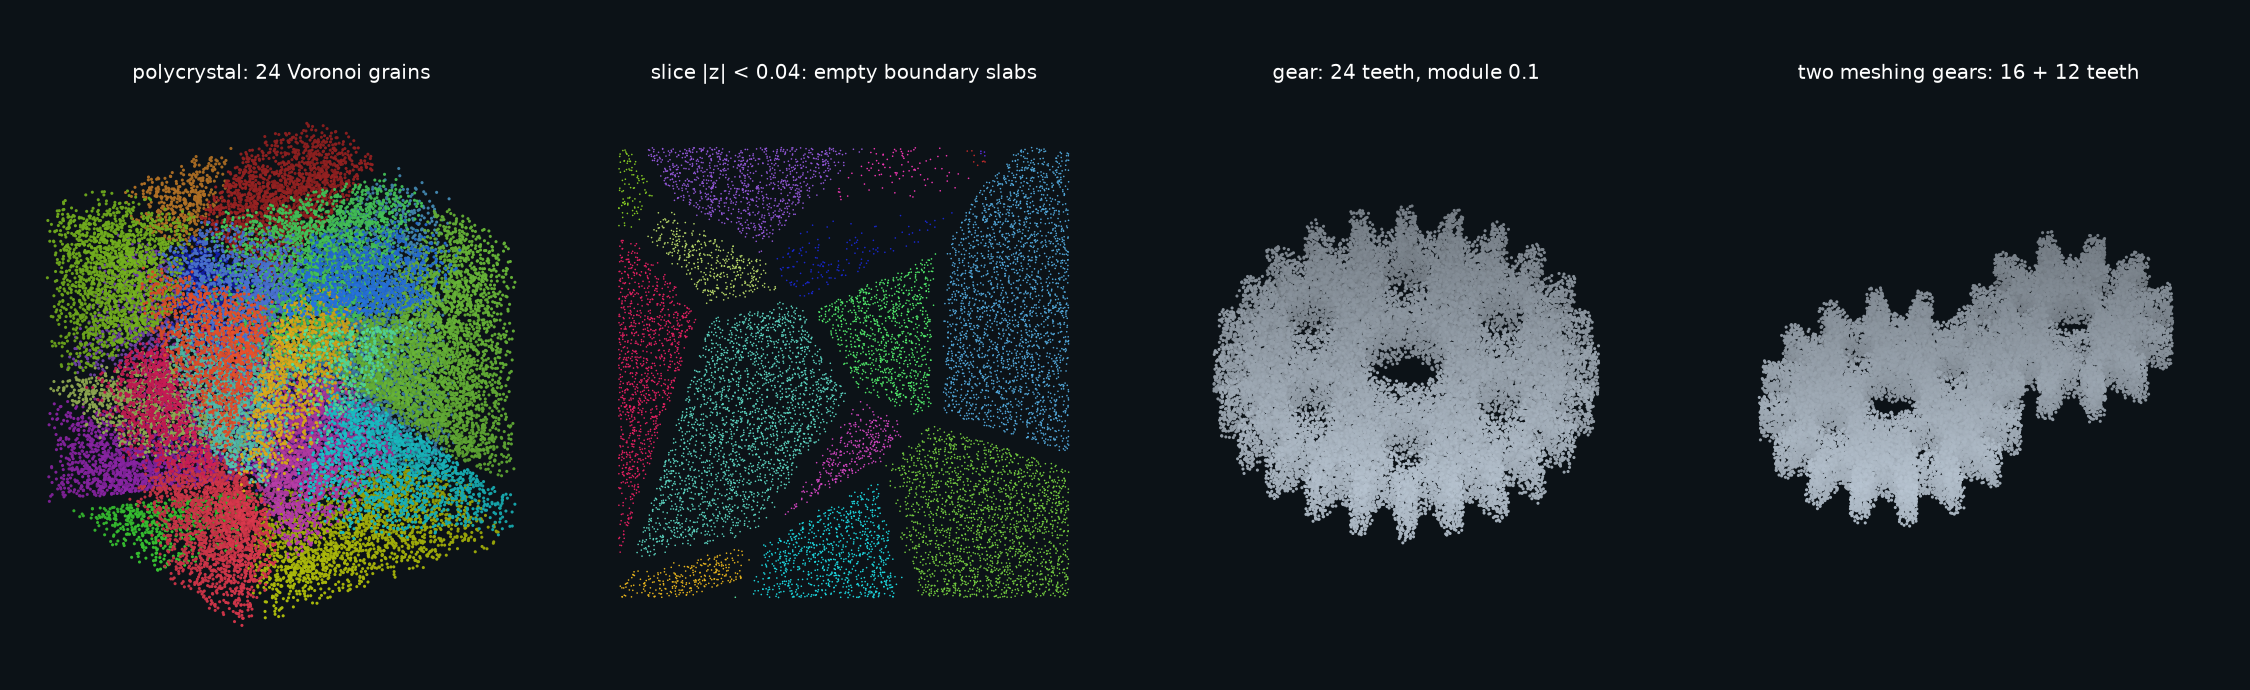 polycrystal: 24 Voronoi grains
slice |z| < 0.04: empty boundary slabs
gear: 24 teeth, module 0.1
two meshing gears: 16 + 12 teeth